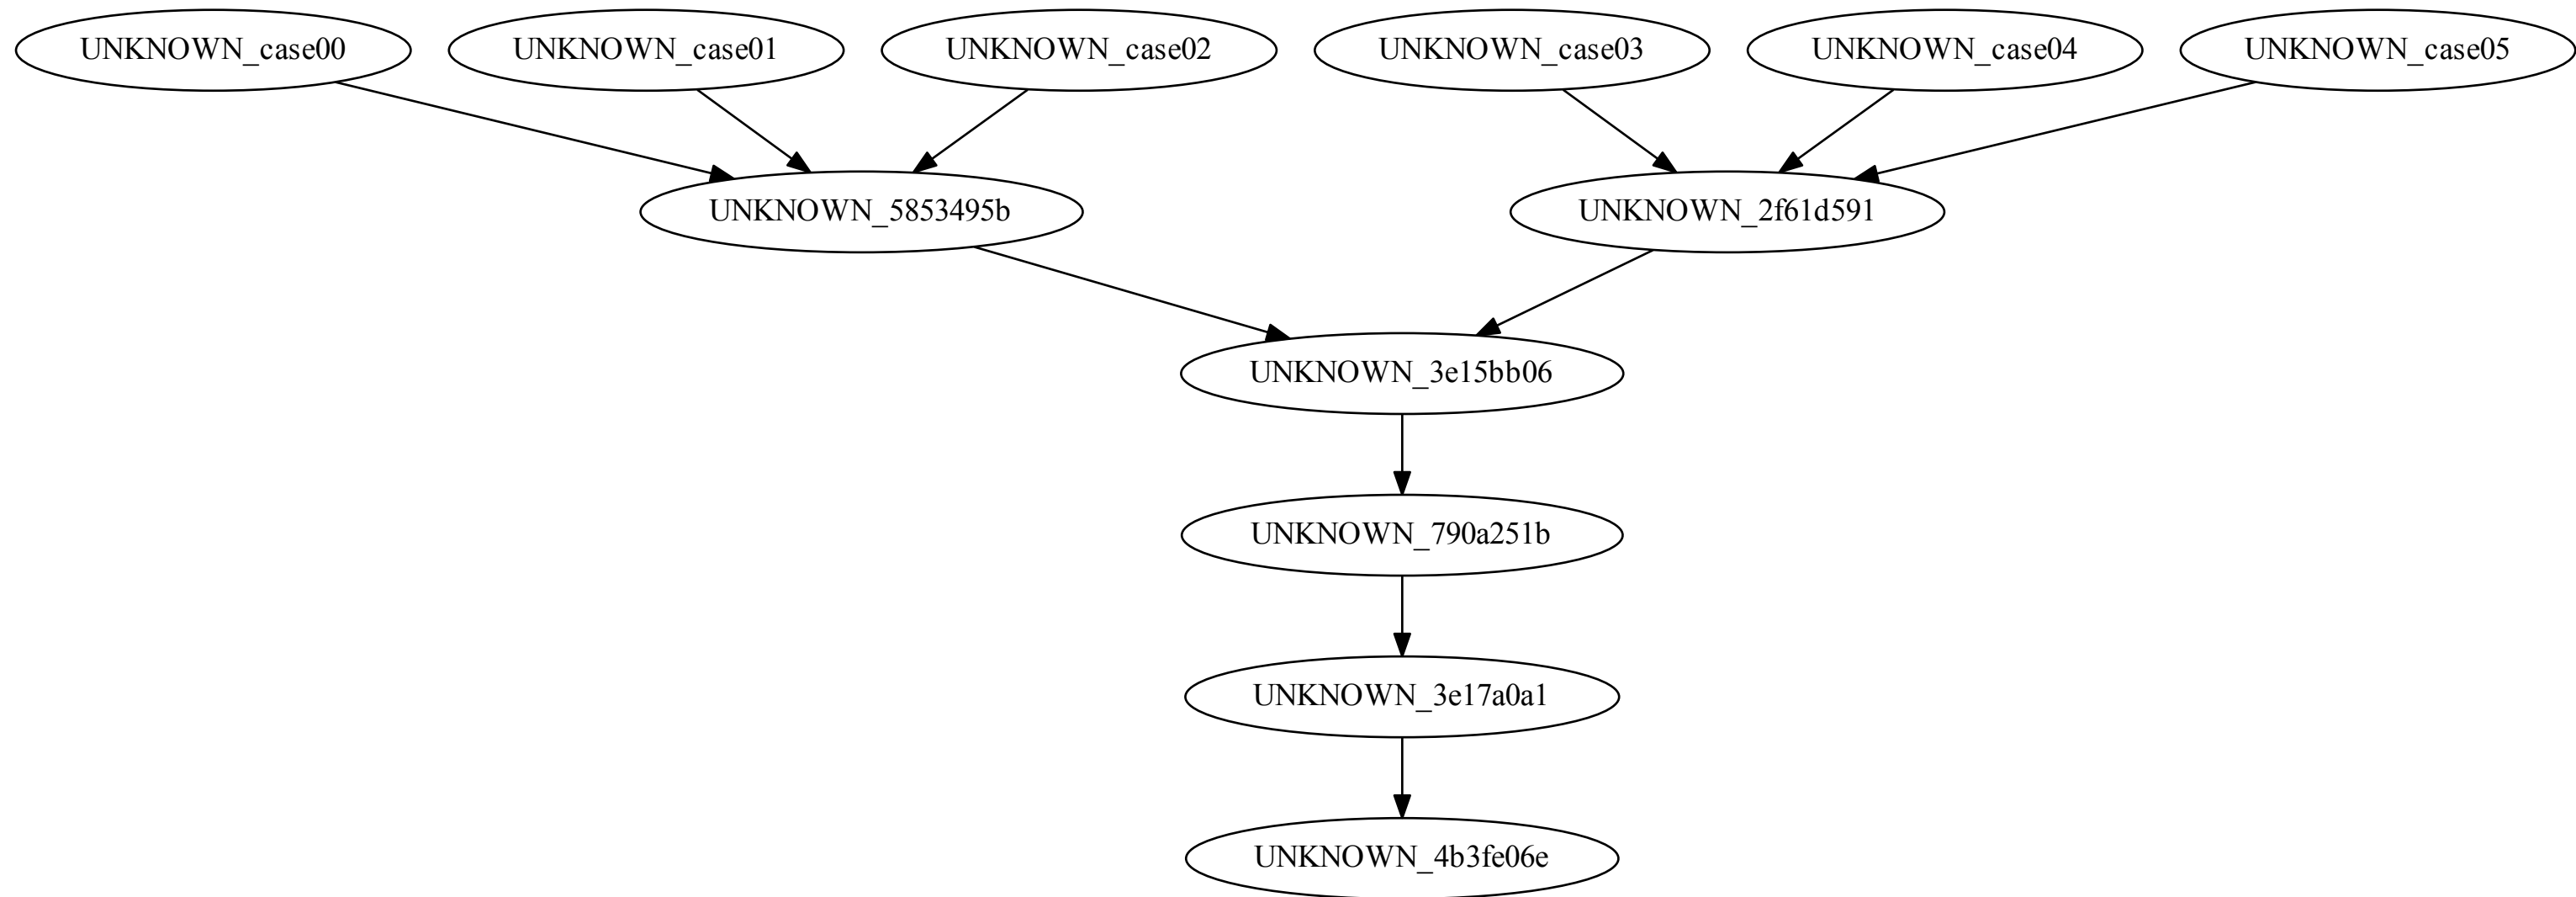 UNKNOWN_case00
UNKNOWN_case01
UNKNOWN_case02
UNKNOWN_case03
UNKNOWN_case04
UNKNOWN_case05
UNKNOWN_5853495b
UNKNOWN_2f61d591
UNKNOWN_3e15bb06
UNKNOWN_790a251b
UNKNOWN_3e17a0a1
UNKNOWN_4b3fe06e